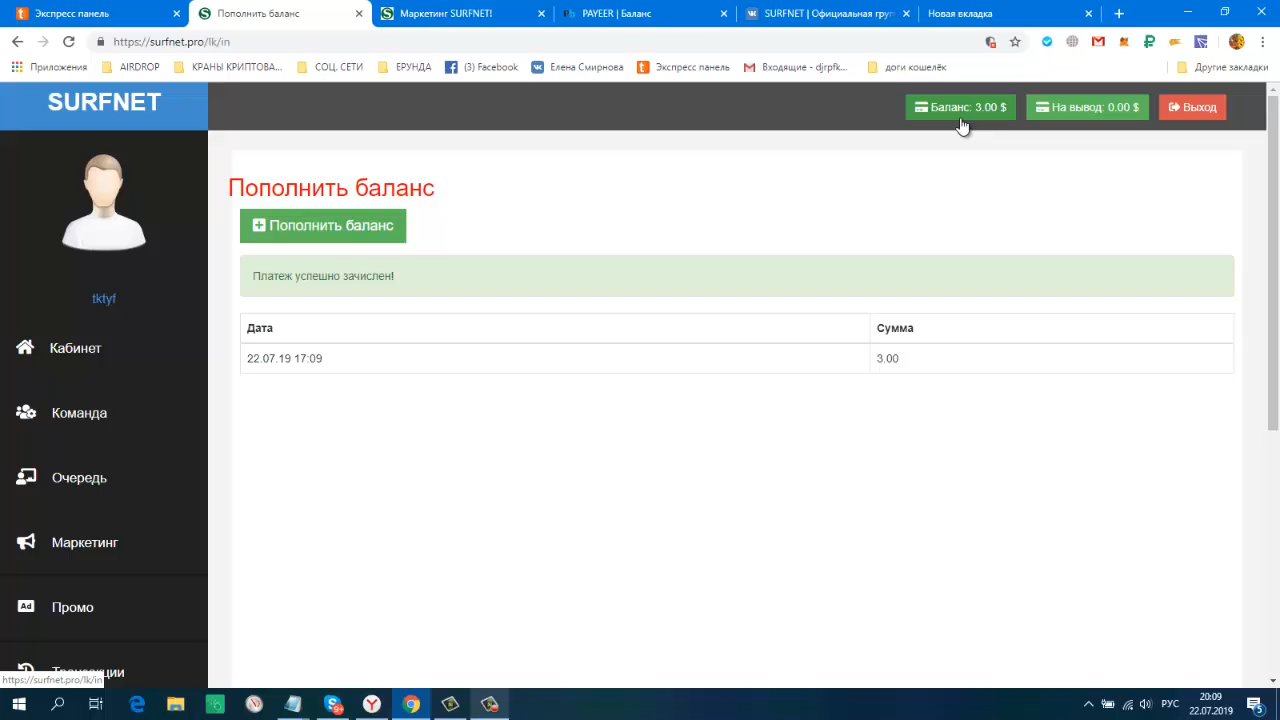 Экспресс панель
Пополнить баланс
Маркетинг SURFNET!
PAYEER | Баланс
SURFNET | Официальная груп
Новая вкладка
https://surfnet.pro/lk/in
Приложения
AIRDROP
КРАНЫ КРИПТОВА...
СОЦ. СЕТИ
ЕРУНДА
(3) Facebook
Елена Смирнова
Экспресс панель
Входящие - djrpfk...
доги кошелёк
Другие закладки
SURFNET
Баланс: 3.00 $
На вывод: 0.00 $
Выход
Пополнить баланс
Пополнить баланс
Платеж успешно зачислен!
Дата Сумма
22.07.19 17:09 3.00
tktyf
Кабинет
Команда
Очередь
Маркетинг
Ad Промо
Транзакции
https://surfnet.pro/lk/in
РУС
20:09
22.07.2019